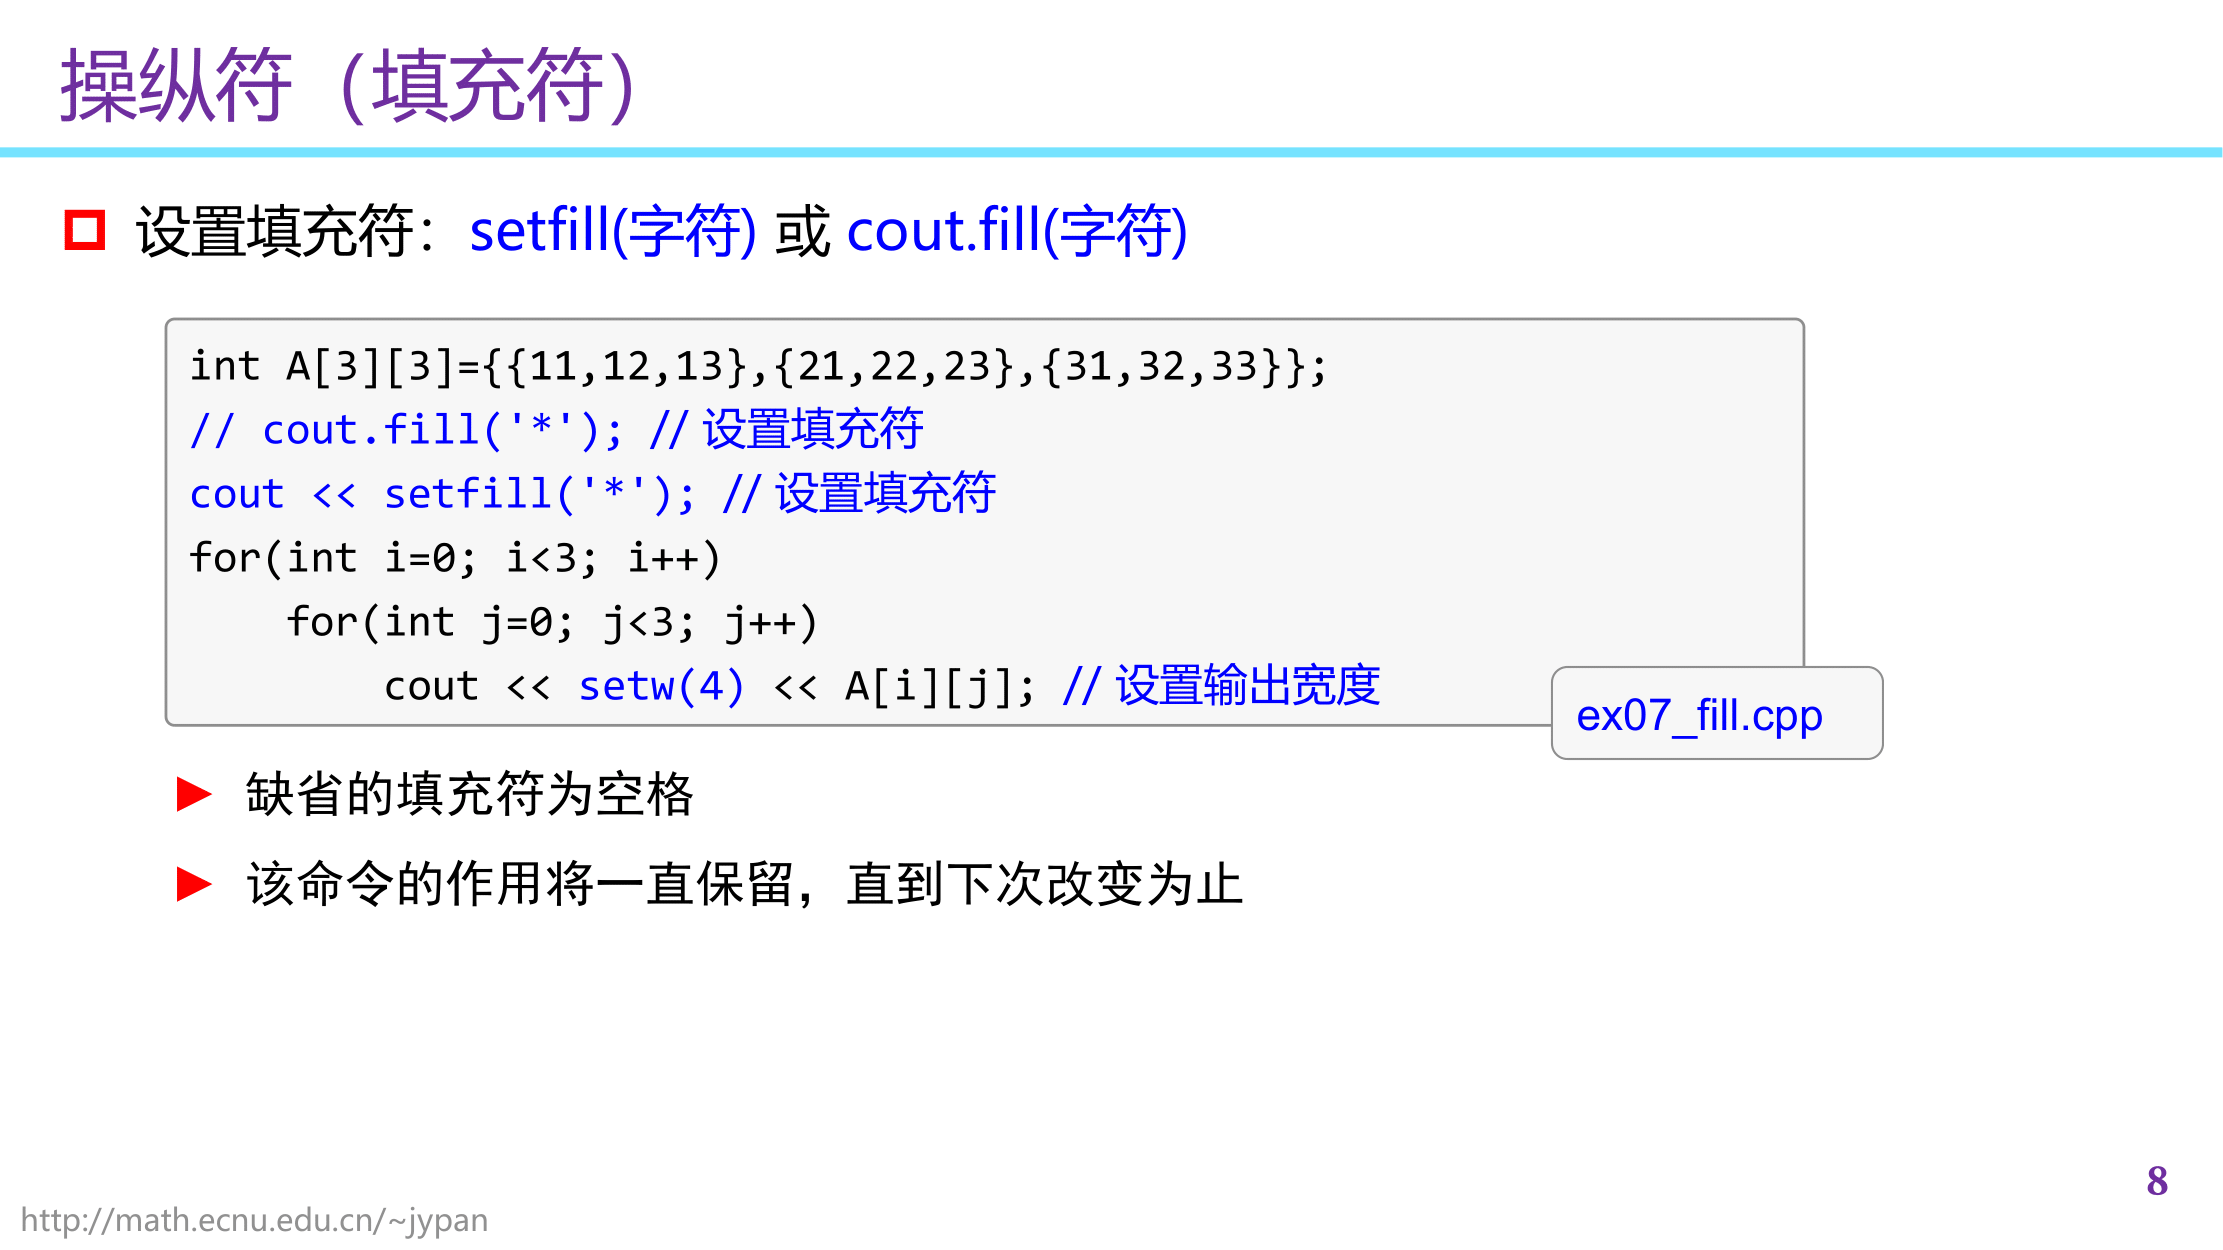 操纵符（填充符）
设置填充符：setfill(字符) 或 cout.fill(字符)
int A[3][3]={{11,12,13},{21,22,23},{31,32,33}};
// cout.fill('*'); // 设置填充符
cout << setfill('*'); // 设置填充符
for(int i=0; i<3; i++)
    for(int j=0; j<3; j++)
        cout << setw(4) << A[i][j]; // 设置输出宽度
ex07_fill.cpp
缺省的填充符为空格
该命令的作用将一直保留，直到下次改变为止
8
http://math.ecnu.edu.cn/~jypan